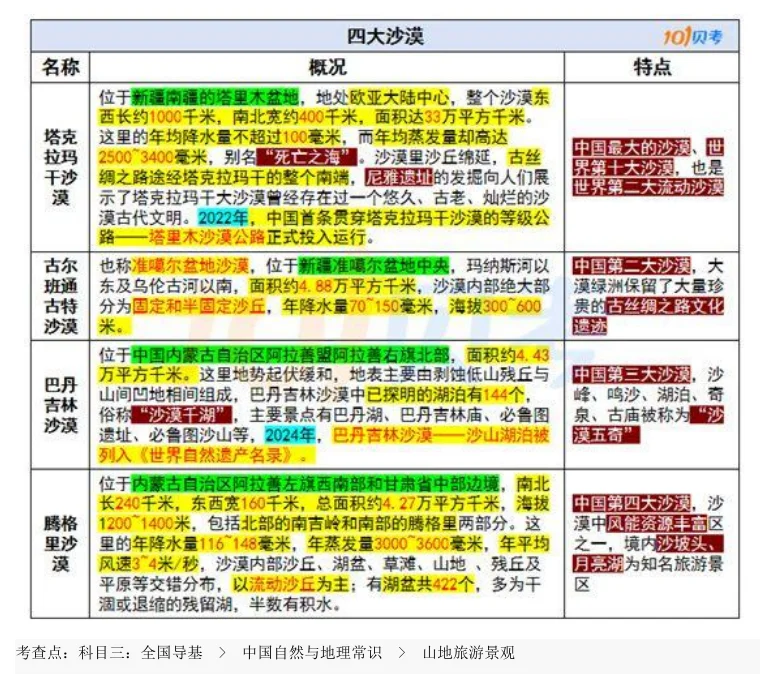 四大沙漠
101贝考
名称
概况
特点
塔克
拉玛
干沙
漠
位于新疆南疆的塔里木盆地，地处欧亚大陆中心，整个沙漠东
西长约1000千米，南北宽约400千米，面积达33万平方千米。
这里的年均降水量不超过100毫米，而年均蒸发量却高达
2500~3400毫米，别名“死亡之海”。沙漠里沙丘绵延，古丝
绸之路途经塔克拉玛干的整个南端，尼雅遗址的发掘向人们展
示了塔克拉玛干大沙漠曾经存在过一个悠久、古老、灿烂的沙
漠古代文明。2022年，中国首条贯穿塔克拉玛干沙漠的等级公
路——塔里木沙漠公路正式投入运行。
中国最大的沙漠、世
界第十大沙漠，也是
世界第二大流动沙漠
古尔
班通
古特
沙漠
也称准噶尔盆地沙漠，位于新疆准噶尔盆地中央，玛纳斯河以
东及乌伦古河以南，面积约4.88万平方千米，沙漠内部绝大部
分为固定和半固定沙丘，年降水量70~150毫米，海拔300~600
米。
中国第二大沙漠，大
漠绿洲保留了大量珍
贵的古丝绸之路文化
遗迹
巴丹
吉林
沙漠
位于中国内蒙古自治区阿拉善盟阿拉善右旗北部，面积约4.43
万平方千米。这里地势起伏缓和，地表主要由剥蚀低山残丘与
山间凹地相间组成，巴丹吉林沙漠中已探明的湖泊有144个，
俗称“沙漠千湖”，主要景点有巴丹湖、巴丹吉林庙、必鲁图
遗址、必鲁图沙山等，2024年，巴丹吉林沙漠——沙山湖泊被
列入《世界自然遗产名录》。
中国第三大沙漠，沙
峰、鸣沙、湖泊、奇
泉、古庙被称为“沙
漠五奇”
腾格
里沙
漠
位于内蒙古自治区阿拉善左旗西南部和甘肃省中部边境，南北
长240千米，东西宽160千米，总面积约4.27万平方千米，海拔
1200~1400米，包括北部的南吉岭和南部的腾格里两部分。这
里的年降水量116~148毫米，年蒸发量3000~3600毫米，年平均
风速3~4米/秒，沙漠内部沙丘、湖盆、草滩、山地 、残丘及
平原等交错分布，以流动沙丘为主；有湖盆共422个，多为干
涸或退缩的残留湖，半数有积水。
中国第四大沙漠，沙
漠中风能资源丰富区
之一，境内沙坡头、
月亮湖为知名旅游景
区
考查点：科目三：全国导基 > 中国自然与地理常识 > 山地旅游景观